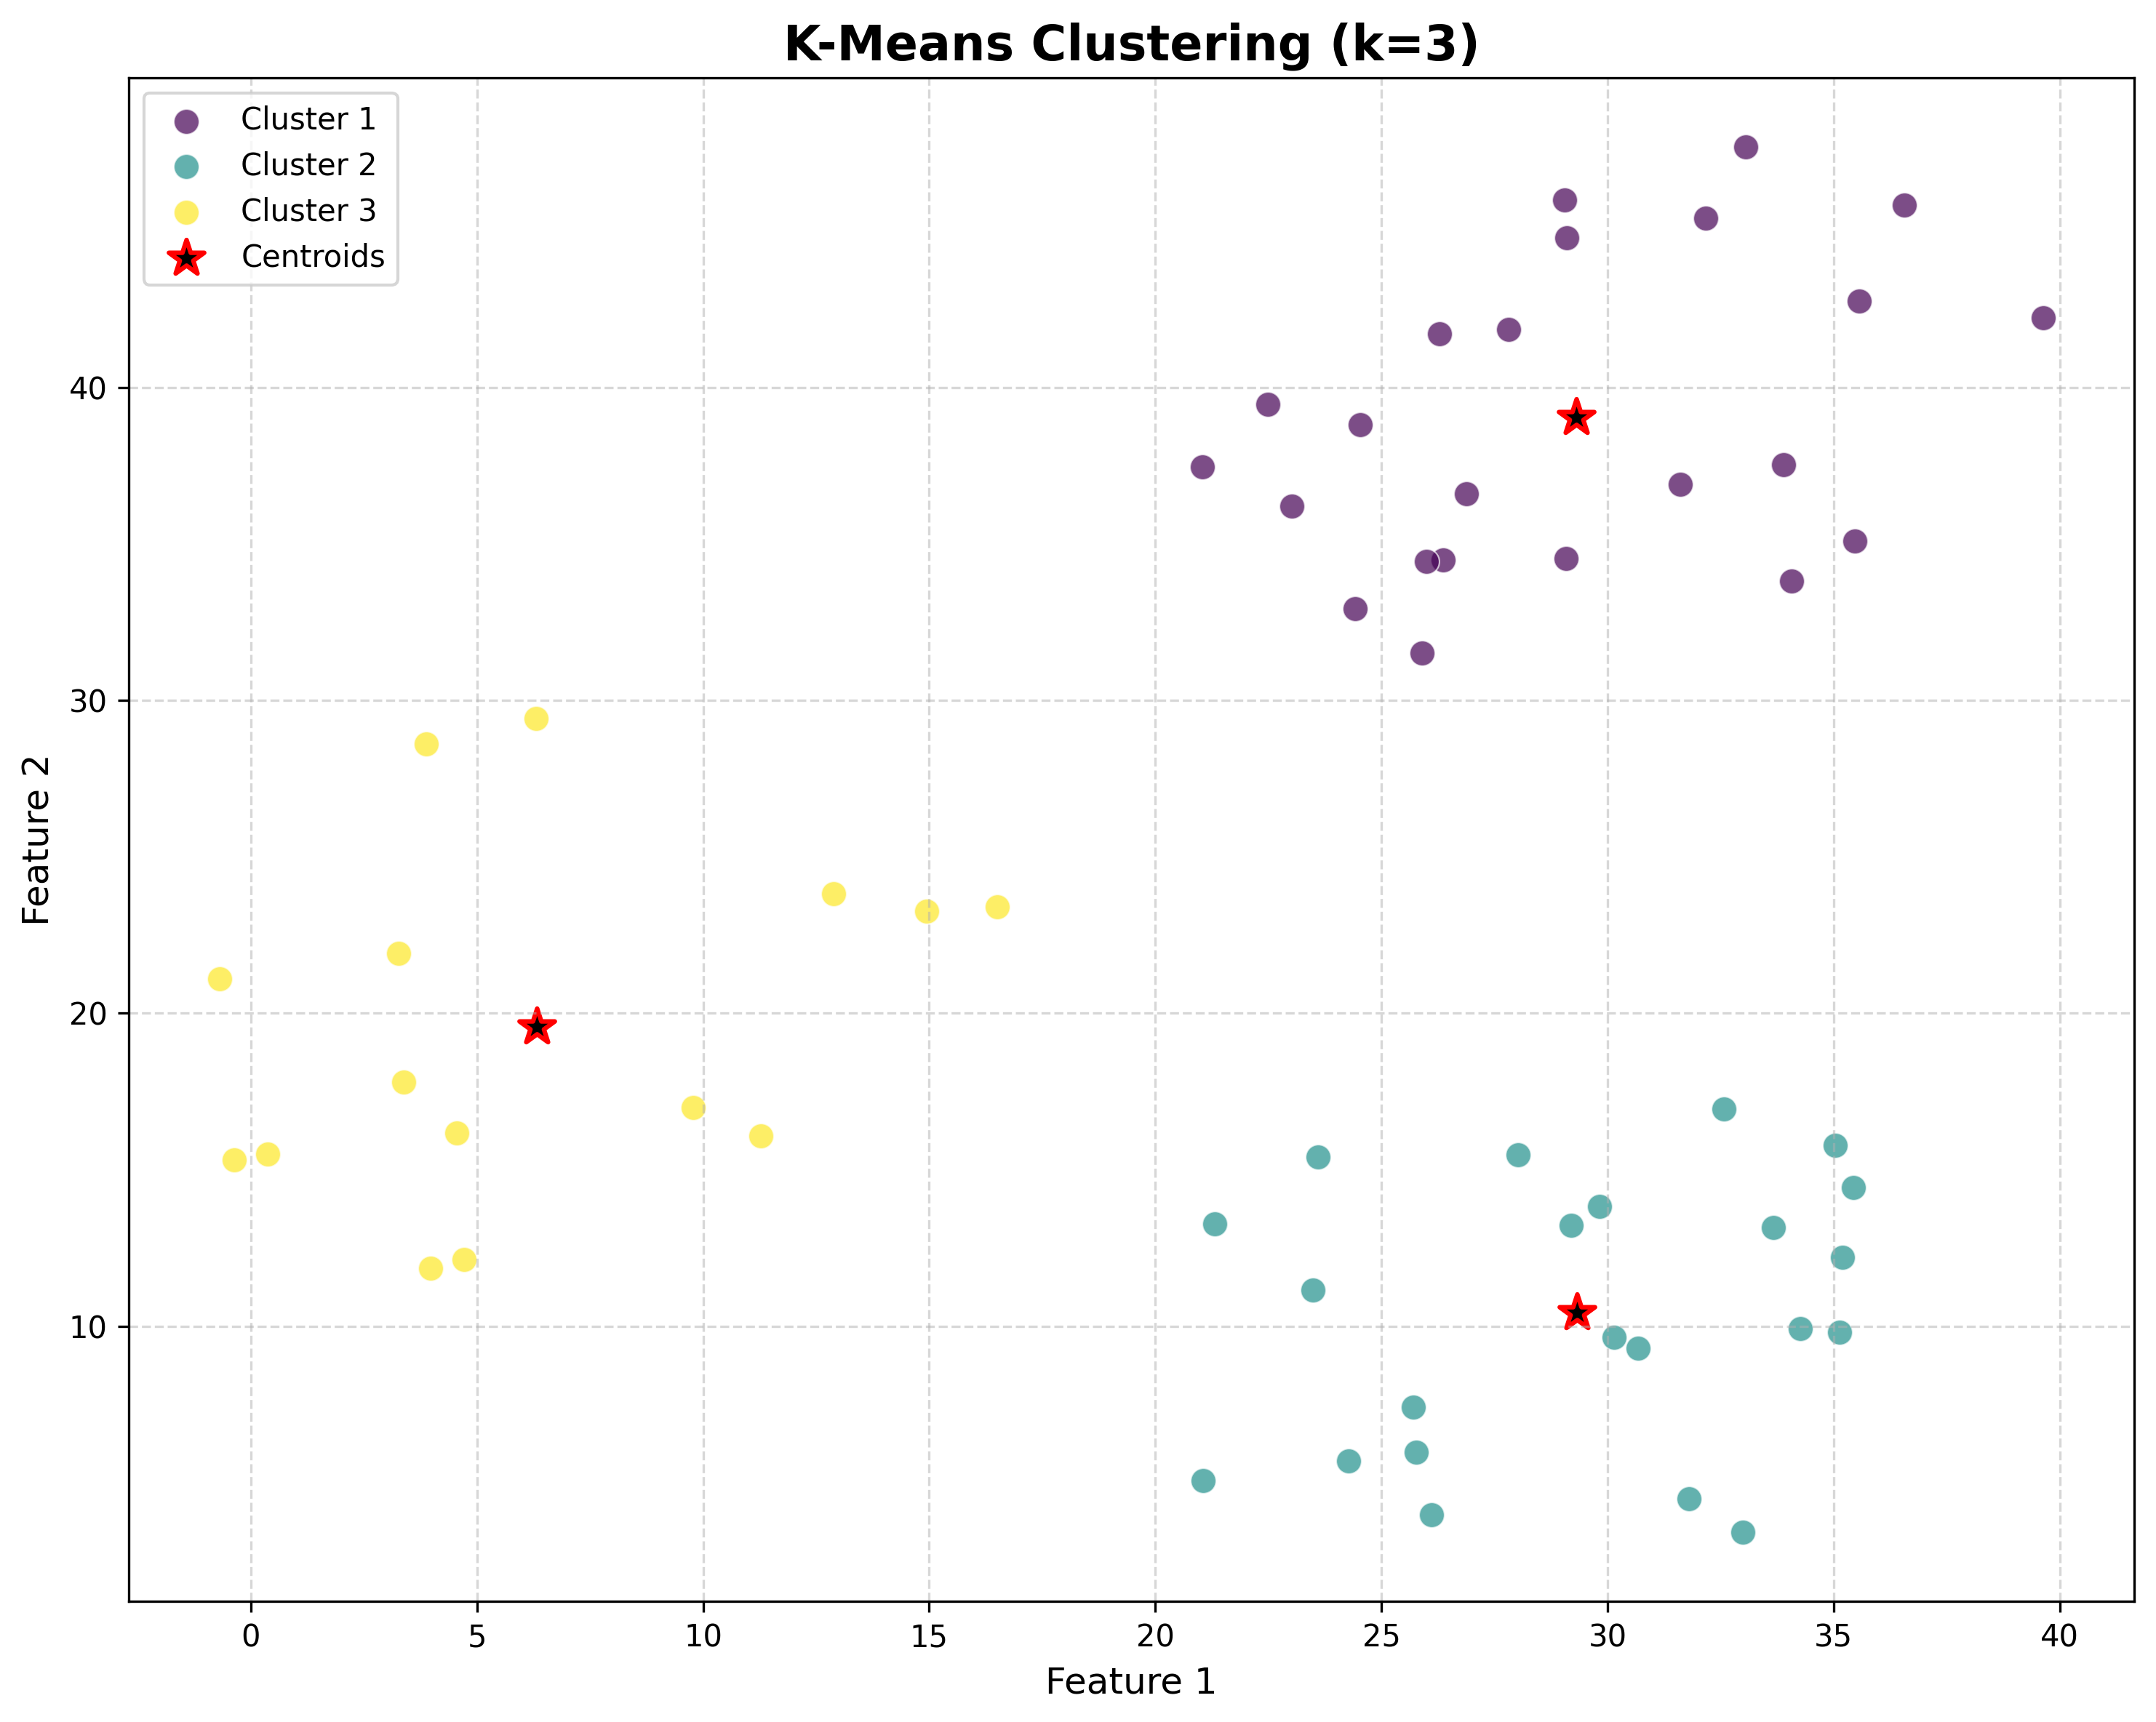 K-Means Clustering (k=3)
Cluster 1
Cluster 2
Cluster 3
Centroids
40
30
20
10
Feature 2
0 5 10 15 20 25 30 35 40
Feature 1